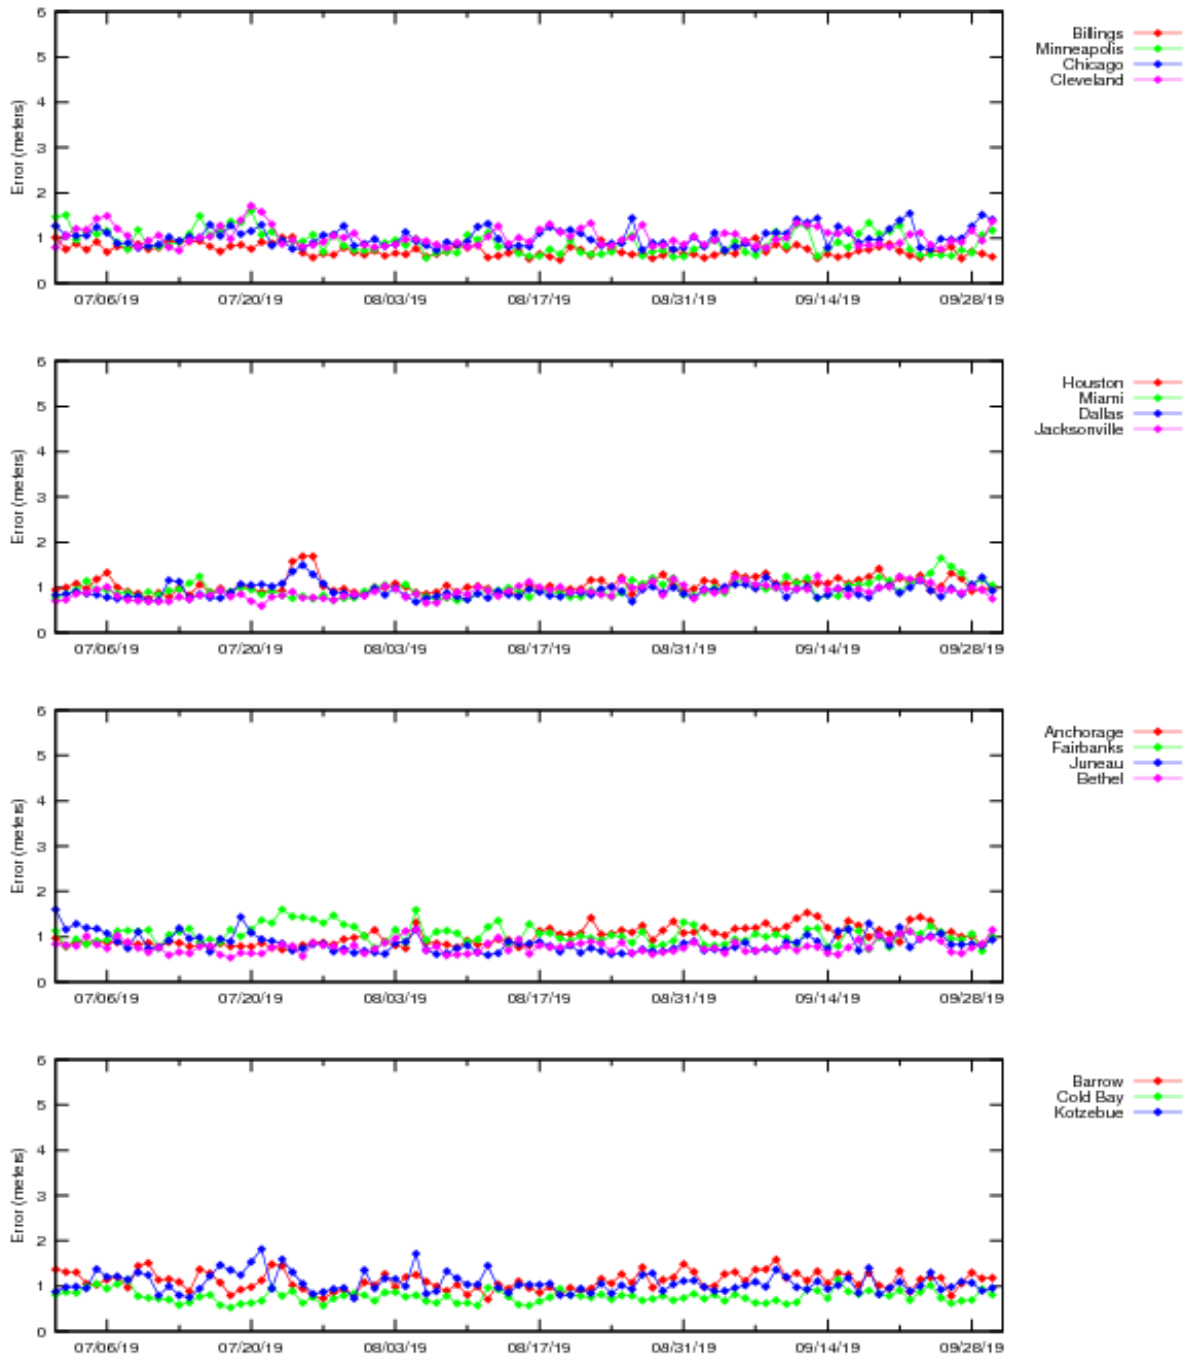 6
5
4
3
2
1
0
Error (meters)
07/06/19 07/20/19 08/03/19 08/17/19 08/31/19 09/14/19 09/28/19
Billings
Minneapolis
Chicago
Cleveland
6
5
4
3
2
1
0
Error (meters)
07/06/19 07/20/19 08/03/19 08/17/19 08/31/19 09/14/19 09/28/19
Houston
Miami
Dallas
Jacksonville
6
5
4
3
2
1
0
Error (meters)
07/06/19 07/20/19 08/03/19 08/17/19 08/31/19 09/14/19 09/28/19
Anchorage
Fairbanks
Juneau
Bethel
6
5
4
3
2
1
0
Error (meters)
07/06/19 07/20/19 08/03/19 08/17/19 08/31/19 09/14/19 09/28/19
Barrow
Cold Bay
Kotzebue